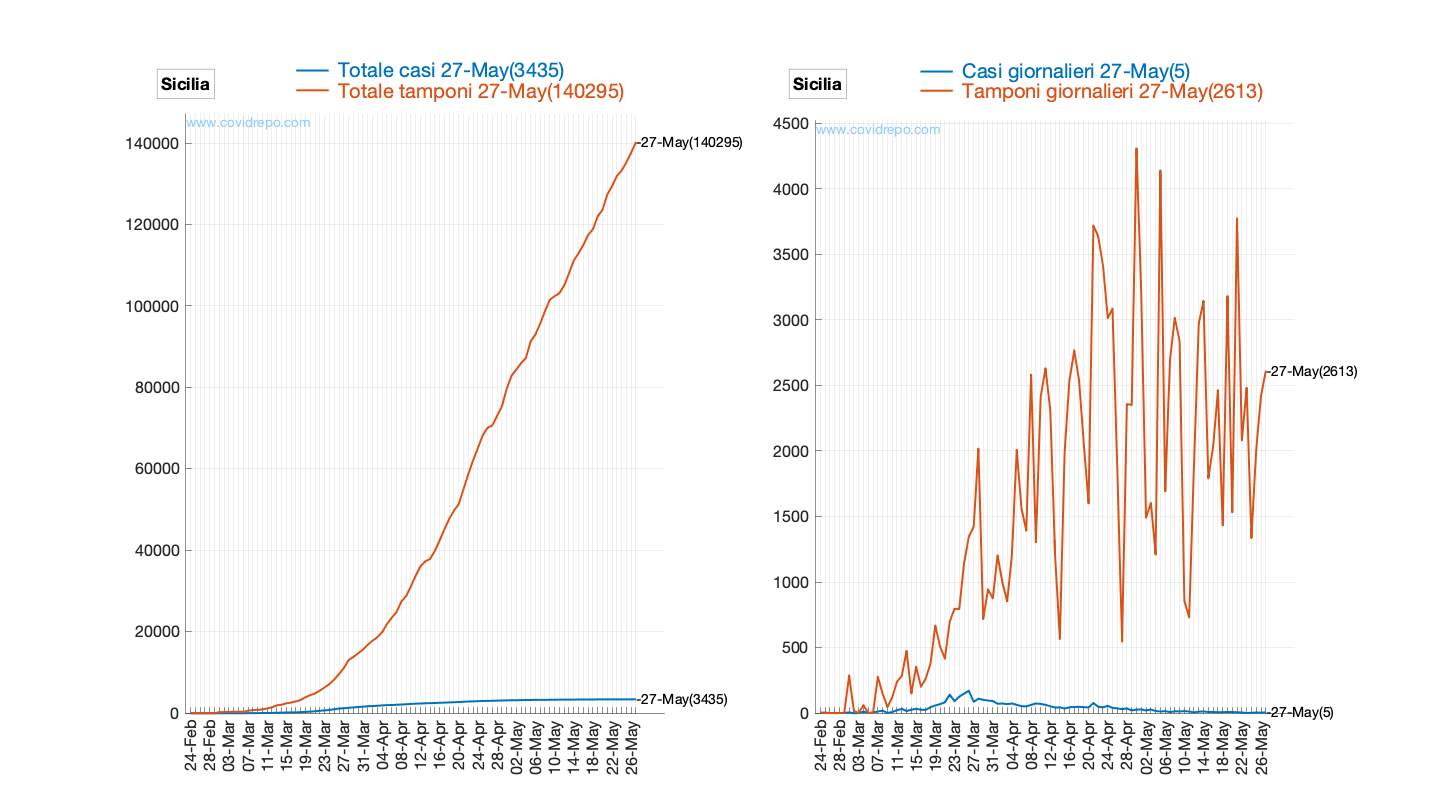 Sicilia
Totale casi 27-May(3435)
Totale tamponi 27-May(140295)
www.covidrepo.com
140000
120000
100000
80000
60000
40000
20000
0
27-May(140295)
27-May(3435)
24-Feb
28-Feb
03-Mar
07-Mar
11-Mar
15-Mar
19-Mar
23-Mar
27-Mar
31-Mar
04-Apr
08-Apr
12-Apr
16-Apr
20-Apr
24-Apr
28-Apr
02-May
06-May
10-May
14-May
18-May
22-May
26-May
Sicilia
Casi giornalieri 27-May(5)
Tamponi giornalieri 27-May(2613)
www.covidrepo.com
4500
4000
3500
3000
2500
2000
1500
1000
500
0
27-May(2613)
27-May(5)
24-Feb
28-Feb
03-Mar
07-Mar
11-Mar
15-Mar
19-Mar
23-Mar
27-Mar
31-Mar
04-Apr
08-Apr
12-Apr
16-Apr
20-Apr
24-Apr
28-Apr
02-May
06-May
10-May
14-May
18-May
22-May
26-May